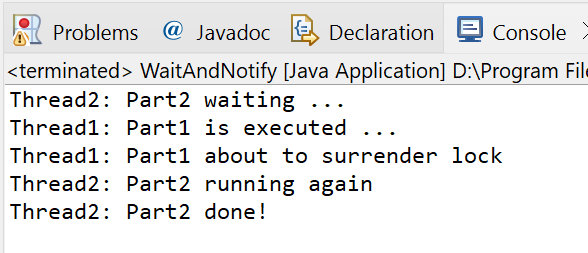 Problems @ Javadoc Declaration Console
<terminated> WaitAndNotify [Java Application] D:\Program File
Thread2: Part2 waiting ...
Thread1: Part1 is executed ...
Thread1: Part1 about to surrender lock
Thread2: Part2 running again
Thread2: Part2 done!